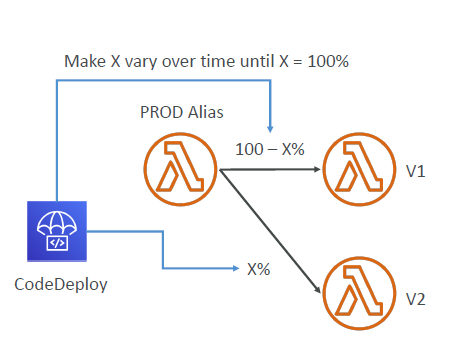 Make X vary over time until X = 100%
PROD Alias
100 – X%
V1
X%
CodeDeploy
V2